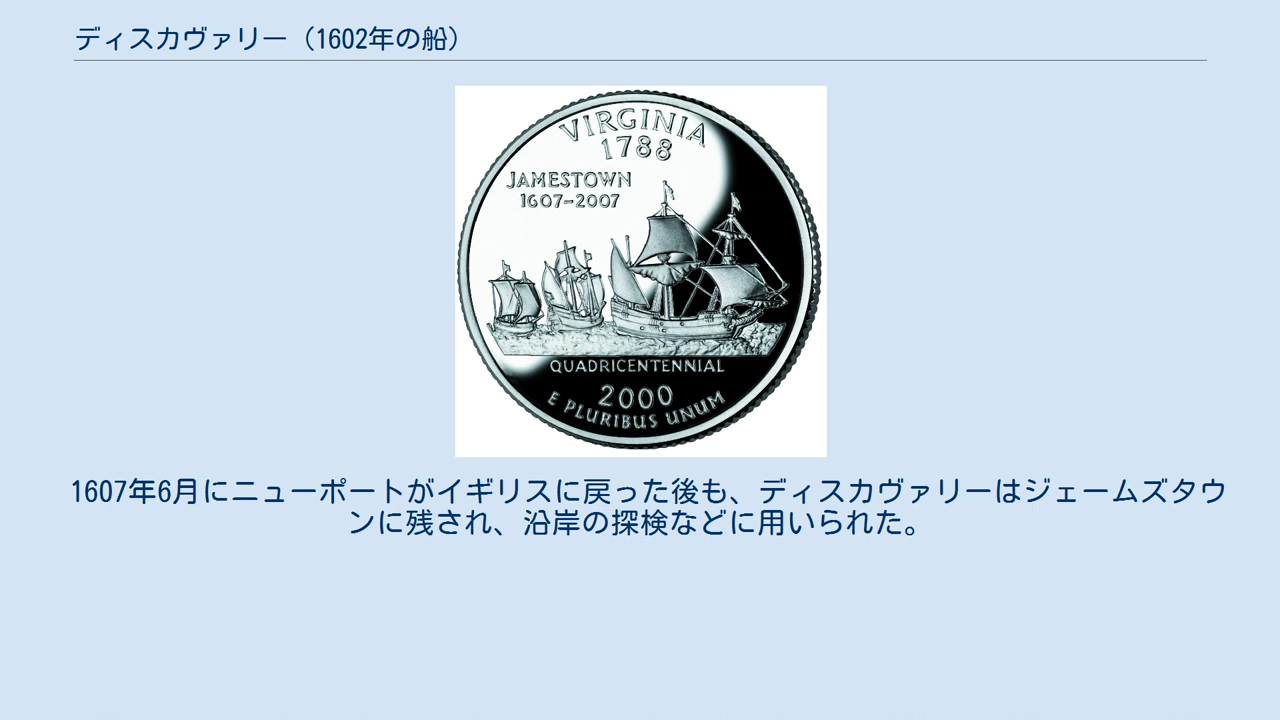 ディスカヴァリー（1602年の船）
VIRGINIA
1788
JAMESTOWN
1607-2007
QUADRICENTENNIAL
2000
E PLURIBUS UNUM
1607年6月にニューポートがイギリスに戻った後も、ディスカヴァリーはジェームズタウ
ンに残され、沿岸の探検などに用いられた。